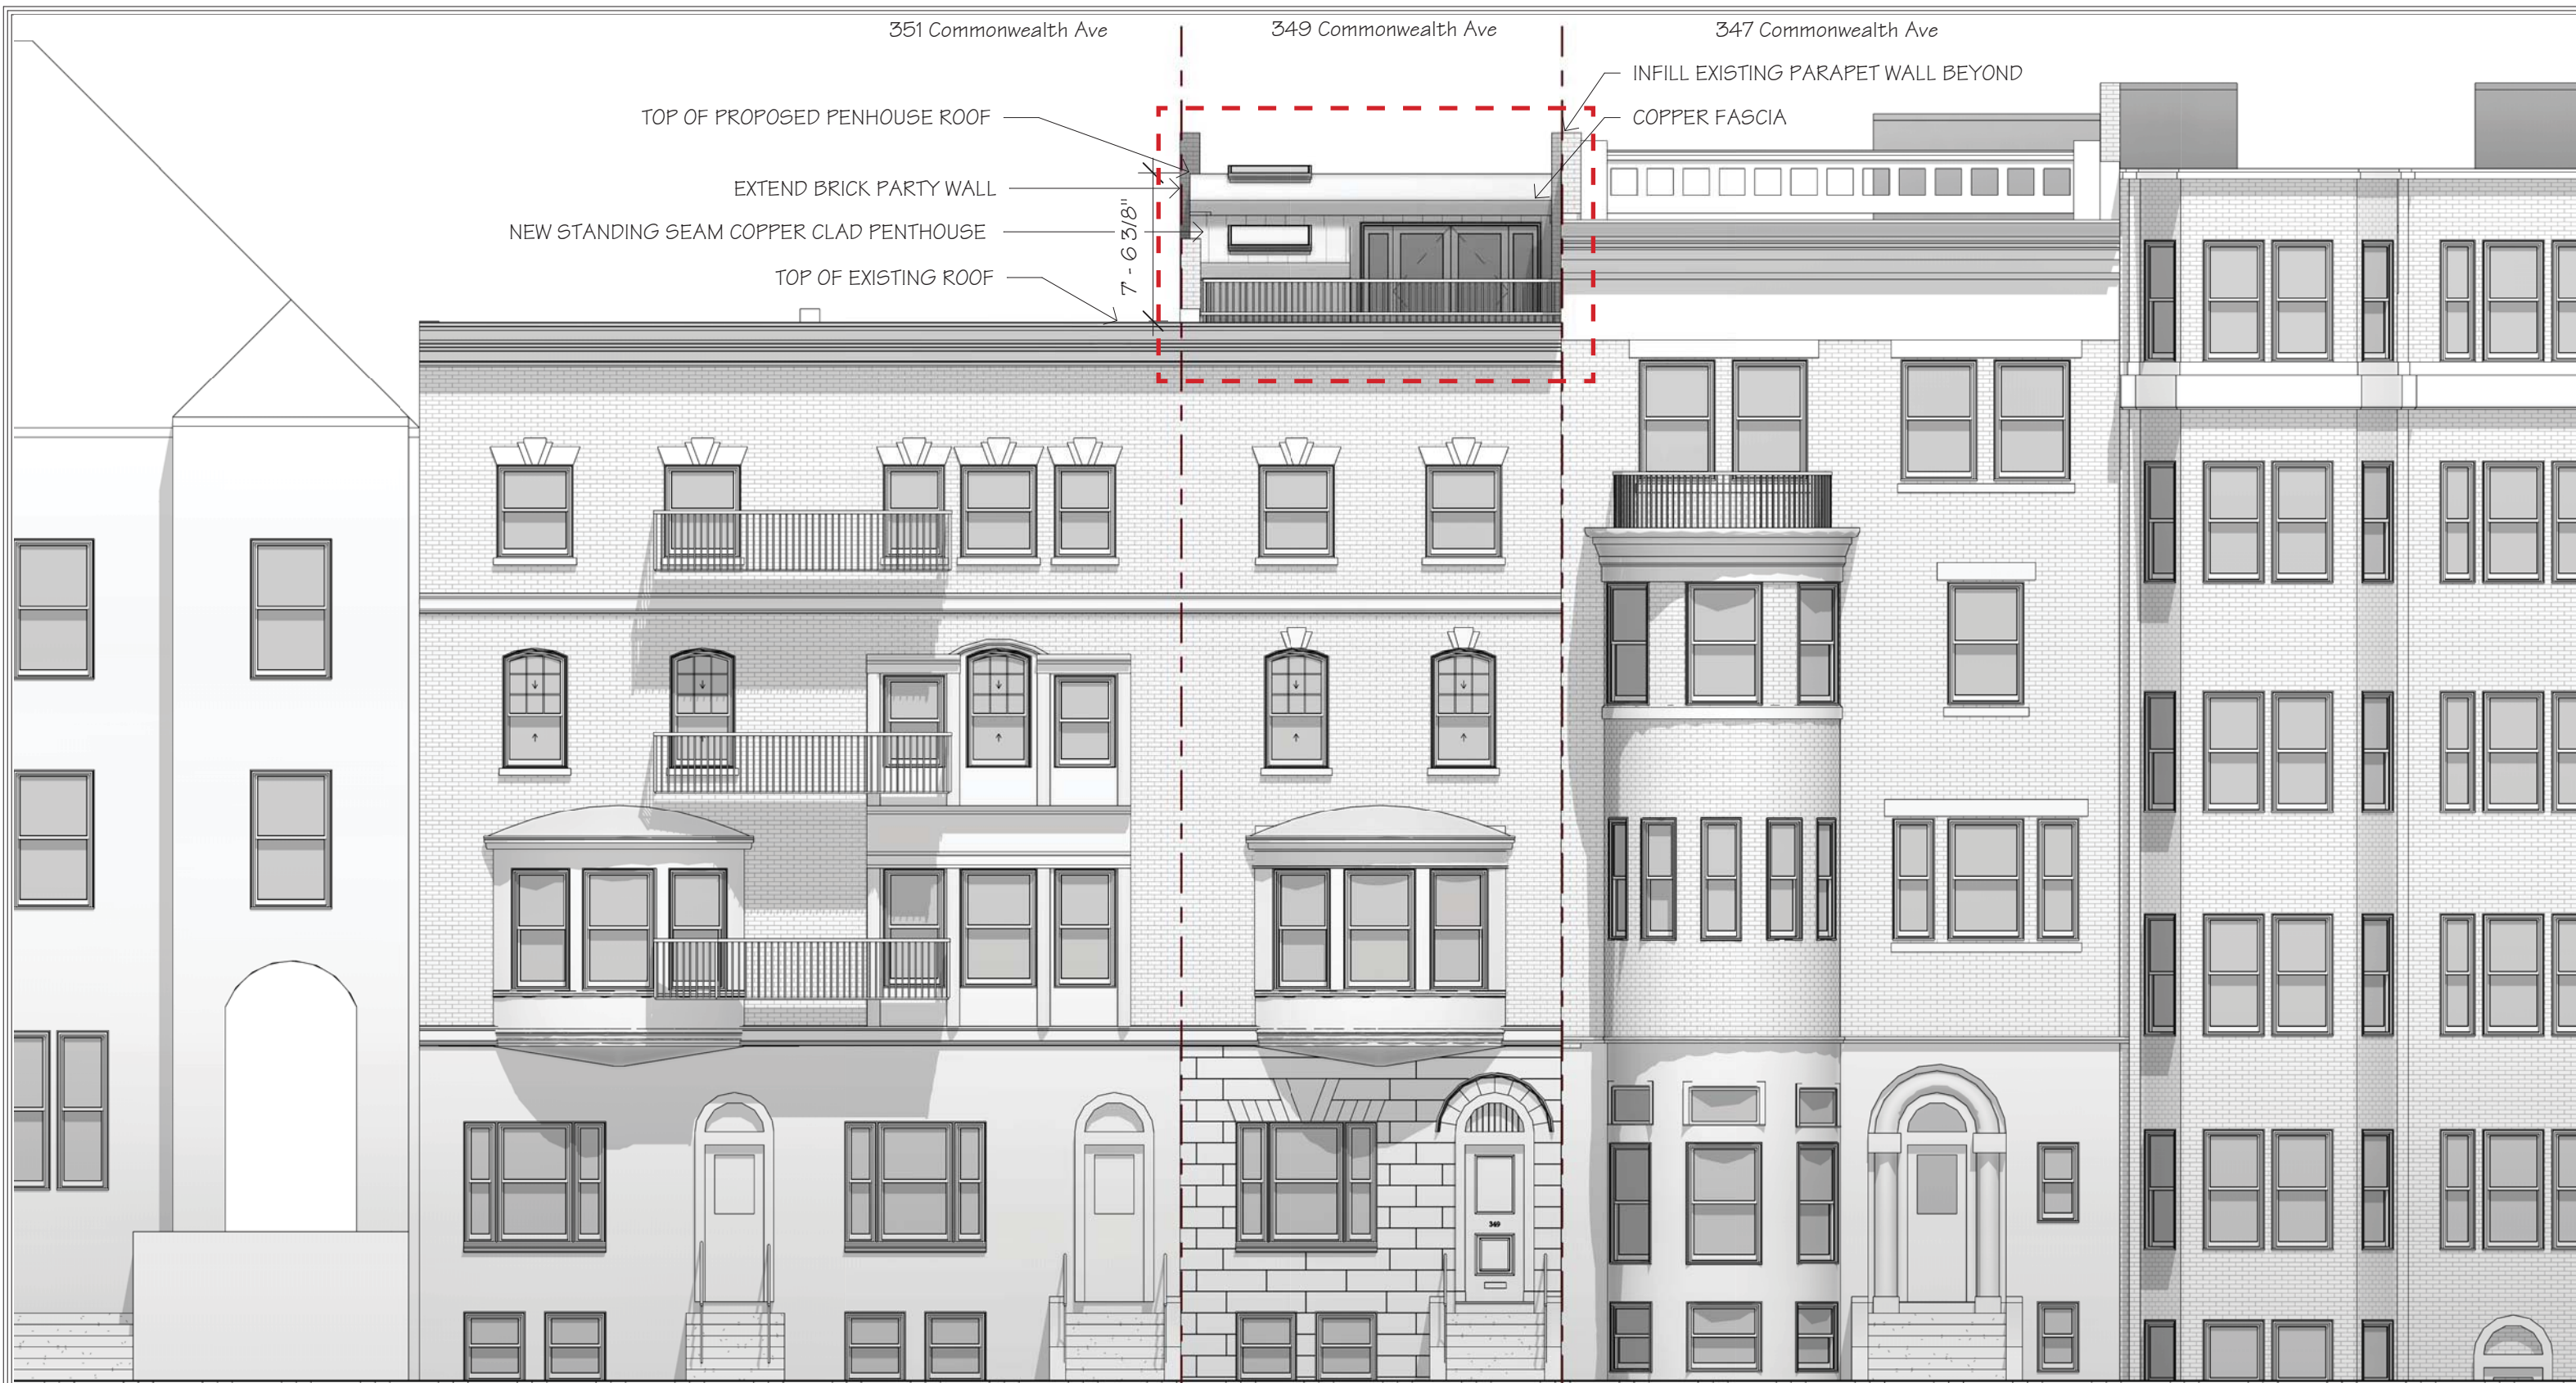 351 Commonwealth Ave
349 Commonwealth Ave
347 Commonwealth Ave
INFILL EXISTING PARAPET WALL BEYOND
TOP OF PROPOSED PENHOUSE ROOF
COPPER FASCIA
EXTEND BRICK PARTY WALL
NEW STANDING SEAM COPPER CLAD PENTHOUSE
7' - 6 3/8"
TOP OF EXISTING ROOF
349